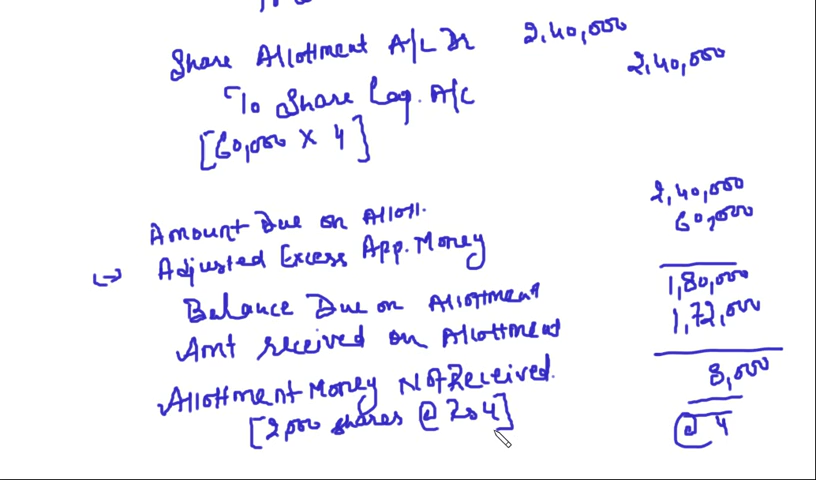 Share Allotment A/C Dr 2,40,000
To Share Cap. A/c 2,40,000
[60,000 X 4]
Amount Due on Allott. 2,40,000
↳ Adjusted Excess App. Money 60,000
Balance Due on Allotment 1,80,000
Amt received on Allotment 1,72,000
Allottment Money Not Received. 8,000
[2000 shares @ Rs 4] @ 4